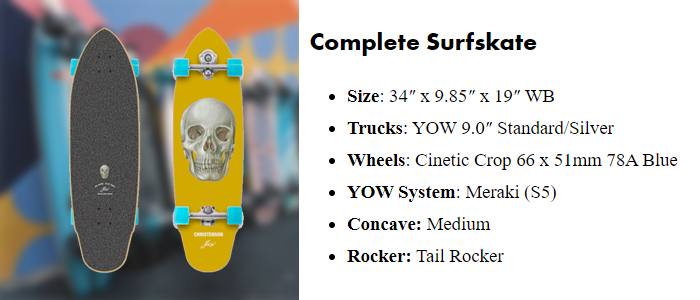 Complete Surfskate
Size: 34″ x 9.85″ x 19″ WB
Trucks: YOW 9.0″ Standard/Silver
Wheels: Cinetic Crop 66 x 51mm 78A Blue
YOW System: Meraki (S5)
Concave: Medium
Rocker: Tail Rocker
CHRISTENSON